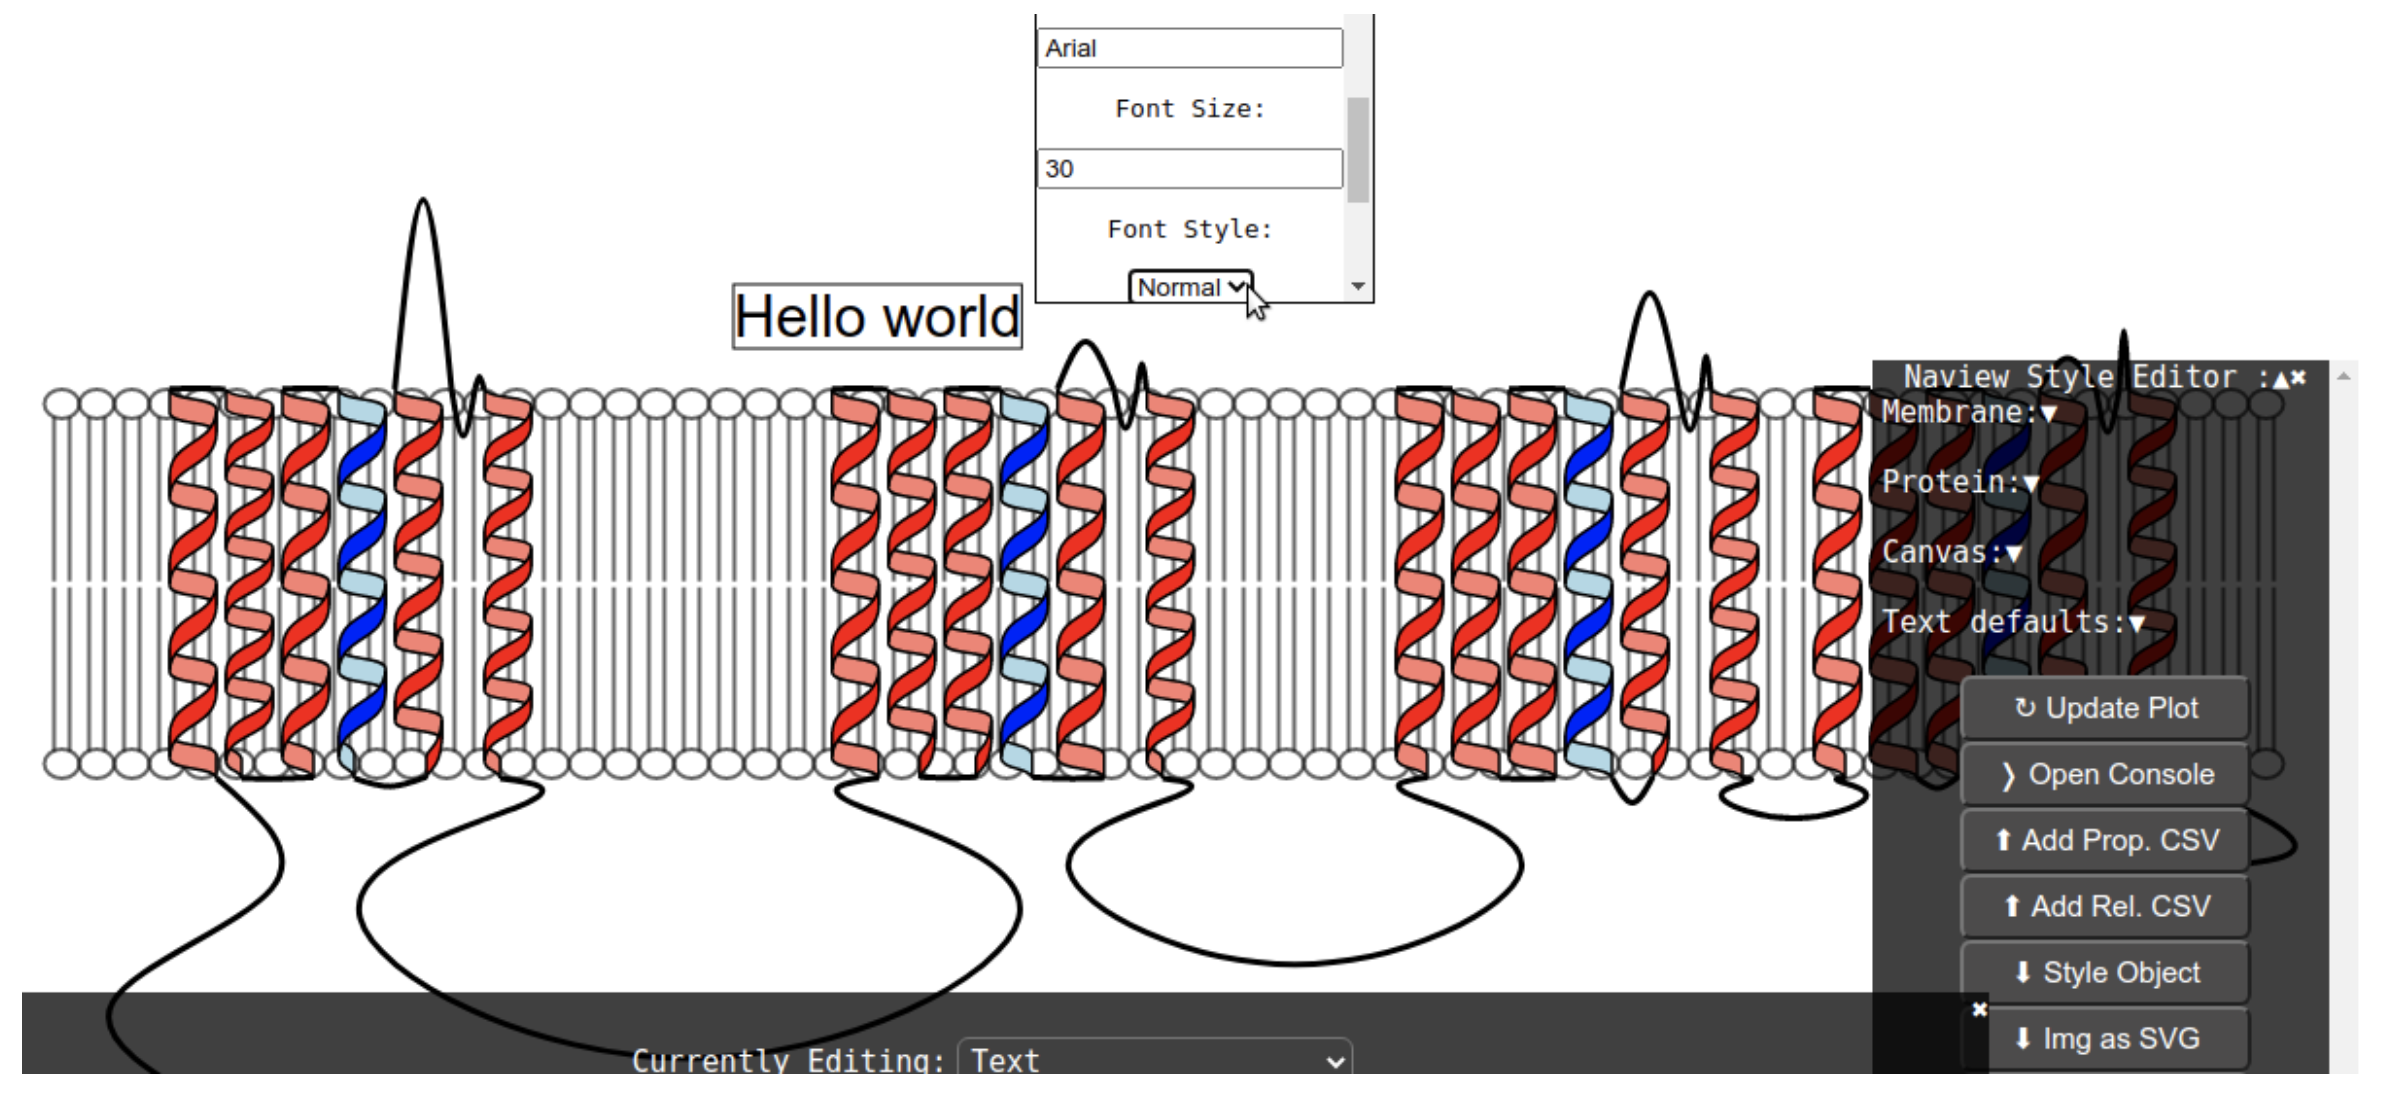 Arial
Font Size:
30
Font Style:
Normal
Hello world
Naview Style Editor :▲✖
Membrane:▼
Protein:▼
Canvas:▼
Text defaults:▼
↻ Update Plot
❭ Open Console
⬆ Add Prop. CSV
⬆ Add Rel. CSV
⬇ Style Object
⬇ Img as SVG
✖
Currently Editing: Text